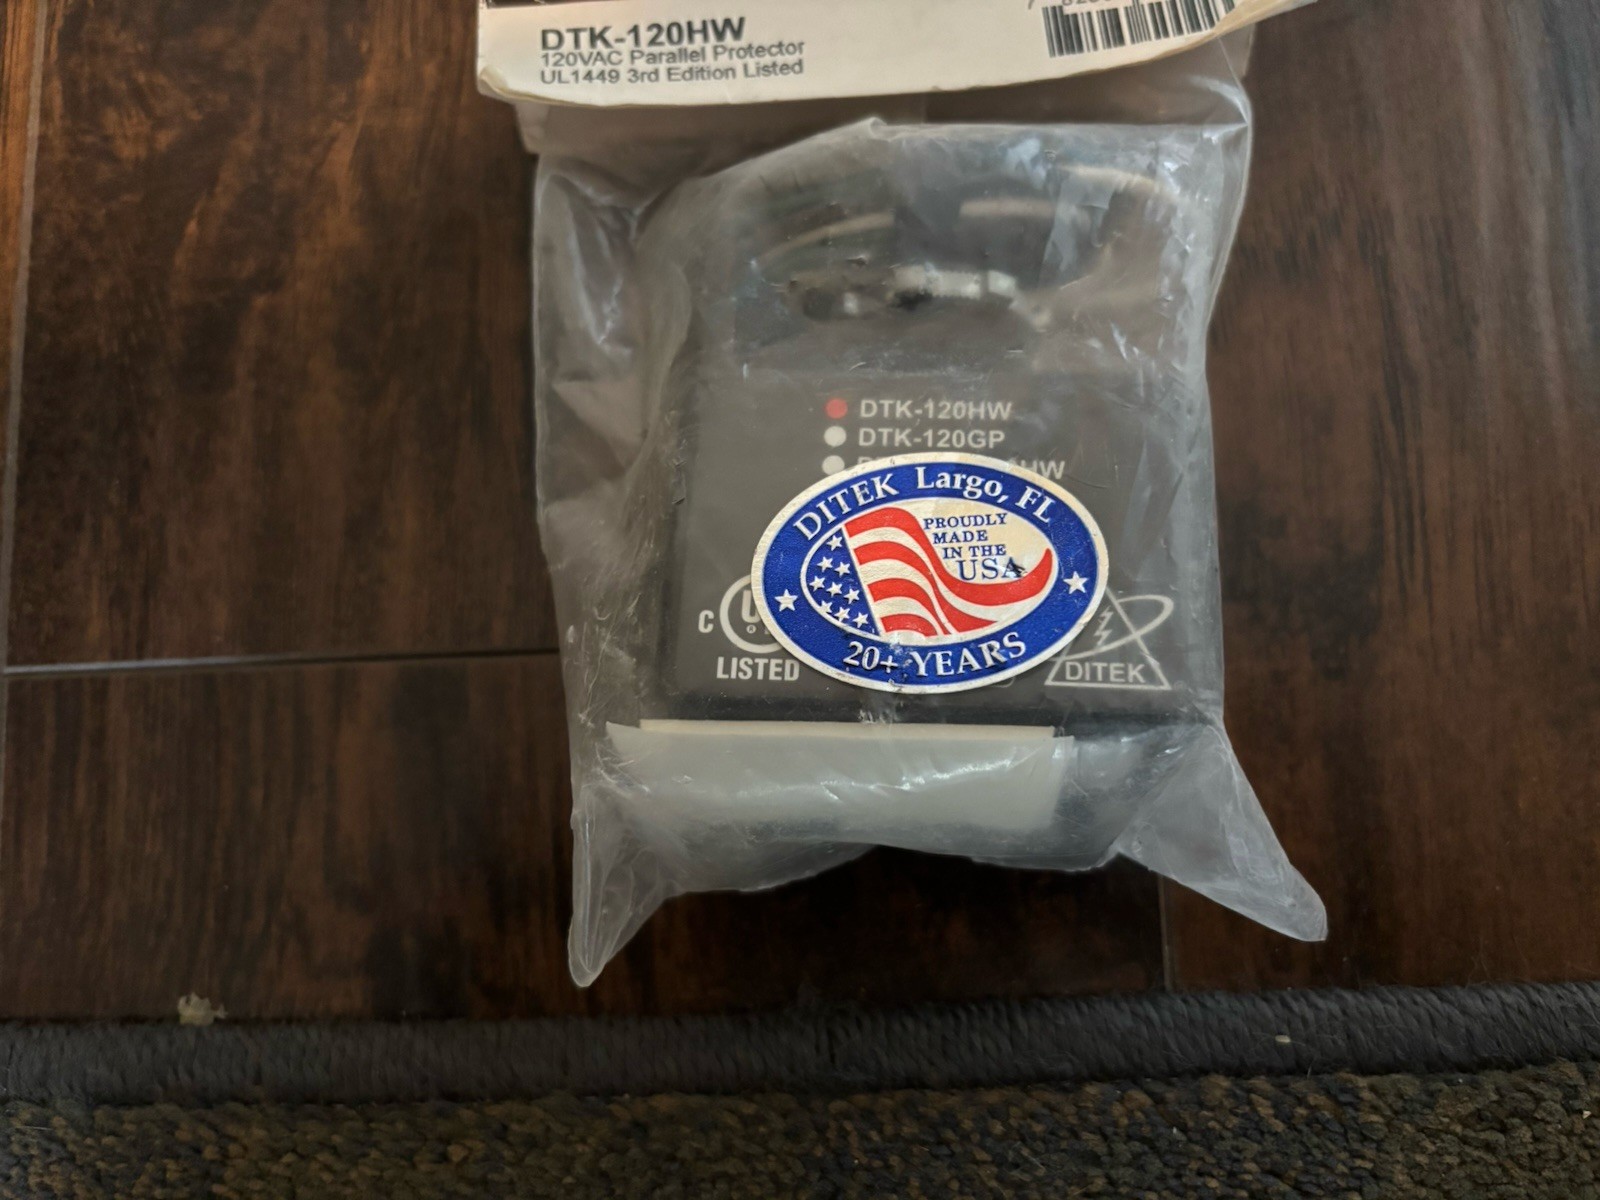 DTK-120HW
120VAC Parallel Protector
UL1449 3rd Edition Listed
DTK-120HW
DTK-120GP
HW
DITEK Largo, FL
PROUDLY
MADE
IN THE
USA
20+ YEARS
C U
LISTED
DITEK